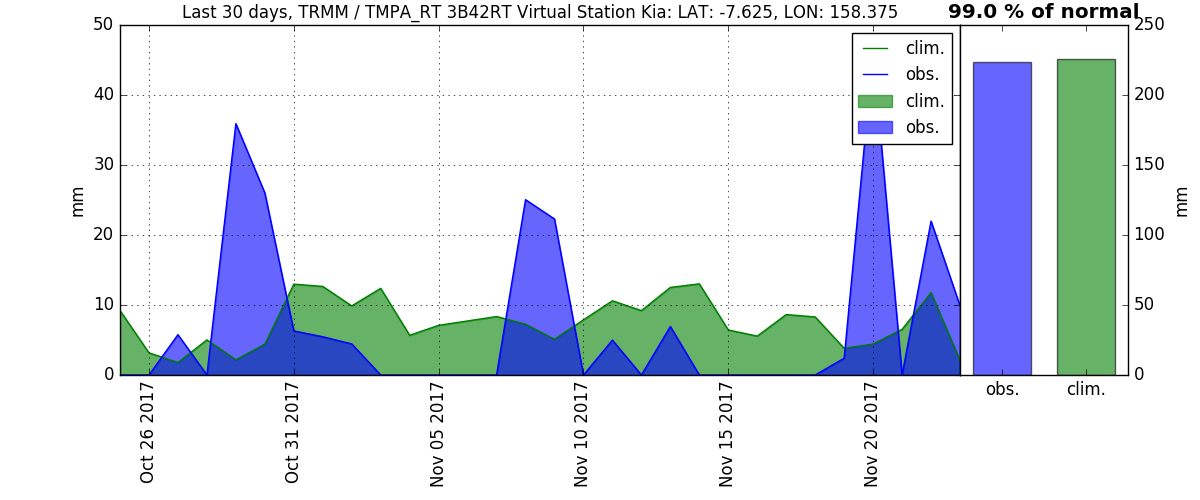 Last 30 days, TRMM / TMPA_RT 3B42RT Virtual Station Kia: LAT: -7.625, LON: 158.375
99.0 % of normal
50
40
30
20
10
0
mm
clim.
obs.
clim.
obs.
Oct 26 2017
Oct 31 2017
Nov 05 2017
Nov 10 2017
Nov 15 2017
Nov 20 2017
250
200
150
100
50
0
mm
obs.
clim.